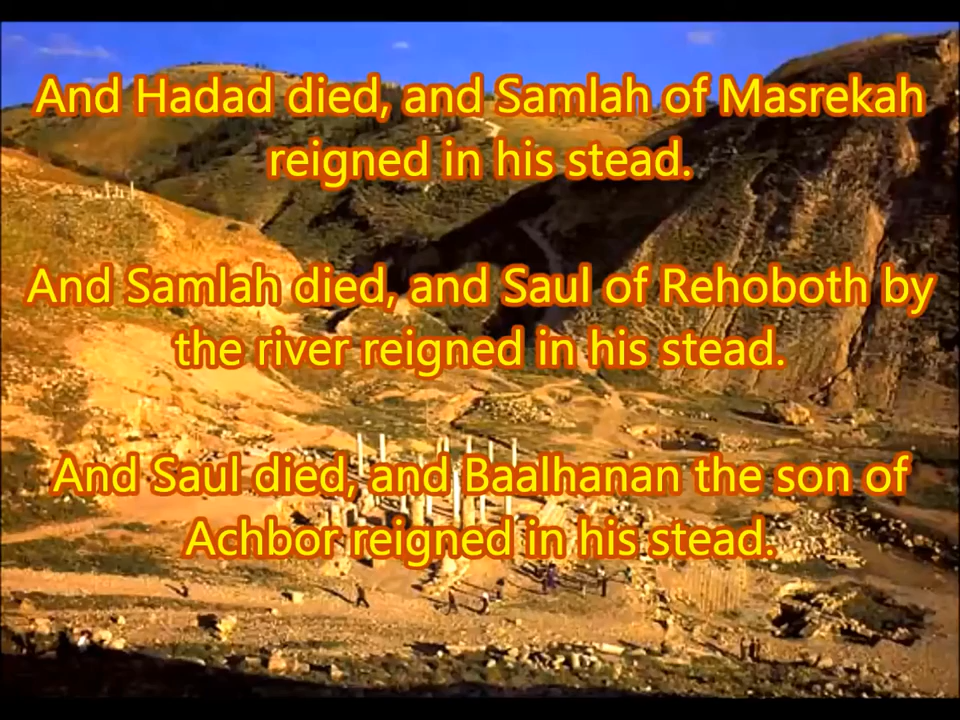 And Hadad died, and Samlah of Masrekah
reigned in his stead.
And Samlah died, and Saul of Rehoboth by
the river reigned in his stead.
And Saul died, and Baalhanan the son of
Achbor reigned in his stead.